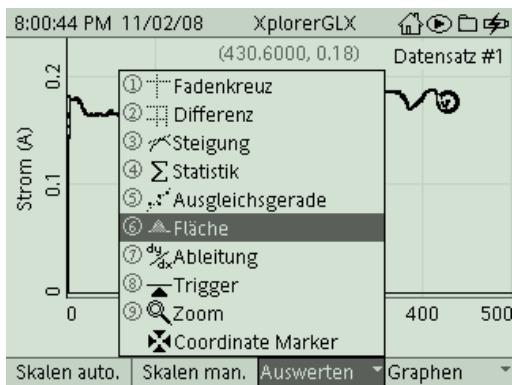 8:00:44 PM 11/02/08 XplorerGLX
(430.6000, 0.18) Datensatz #1
Strom (A)
0.2
0.1
0
① Fadenkreuz
② Differenz
③ Steigung
④ Statistik
⑤ Ausgleichsgerade
⑥ Fläche
⑦ dy/dx Ableitung
⑧ Trigger
⑨ Zoom
Coordinate Marker
0 400 500
Skalen auto. Skalen man. Auswerten Graphen